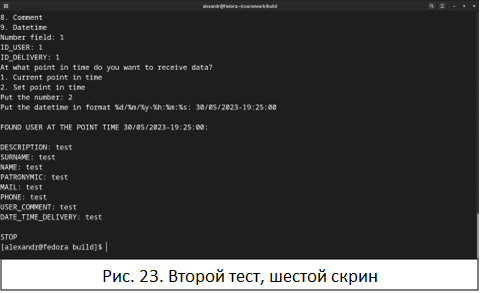 alexandr@fedora:~/coursework/build
8. Comment
9. Datetime
Number field: 1
ID_USER: 1
ID_DELIVERY: 1
At what point in time do you want to receive data?
1. Current point in time
2. Set point in time
Put the number: 2
Put the datetime in format %d/%m/%y-%h:%m:%s: 30/05/2023-19:25:00
FOUND USER AT THE POINT TIME 30/05/2023-19:25:00:
DESCRIPTION: test
SURNAME: test
NAME: test
PATRONYMIC: test
MAIL: test
PHONE: test
USER_COMMENT: test
DATE_TIME_DELIVERY: test
STOP
[alexandr@fedora build]$
Рис. 23. Второй тест, шестой скрин